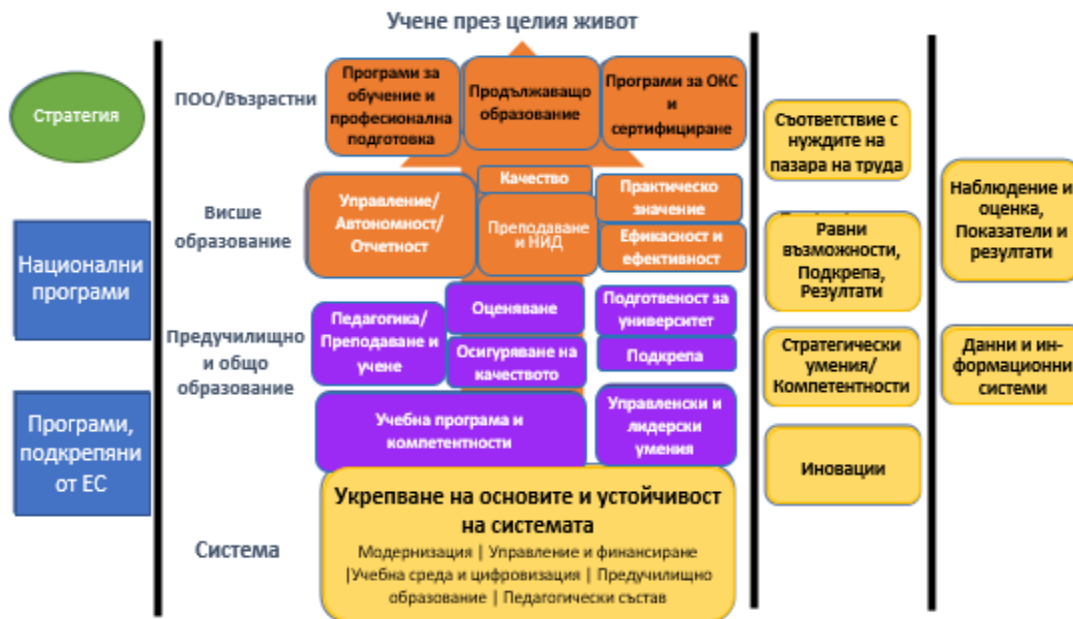 Учене през целия живот
Стратегия
Национални
програми
Програми,
подкрепяни
от ЕС
ПОО/Възрастни
Програми за
обучение и
професионална
подготовка
Продължаващо
образование
Програми за ОКС
и
сертифициране
Висше
образование
Управление/
Автономност/
Отчетност
Качество
Преподаване
и НИД
Практическо
значение
Ефикасност и
ефективност
Предучилищно
и общо
образование
Педагогика/
Преподаване и
учене
Оценяване
Осигуряване на
качеството
Подготвеност за
университет
Подкрепа
Учебна програма и
компетентности
Управленски и
лидерски
умения
Система
Укрепване на основите и устойчивост
на системата
Модернизация | Управление и финансиране
|Учебна среда и цифровизация | Предучилищно
образование | Педагогически състав
Съответствие с
нуждите на
пазара на труда
Равни
възможности,
Подкрепа,
Резултати
Стратегически
умения/
Компетентности
Иновации
Наблюдение и
оценка,
Показатели и
резултати
Данни и ин-
формационни
системи